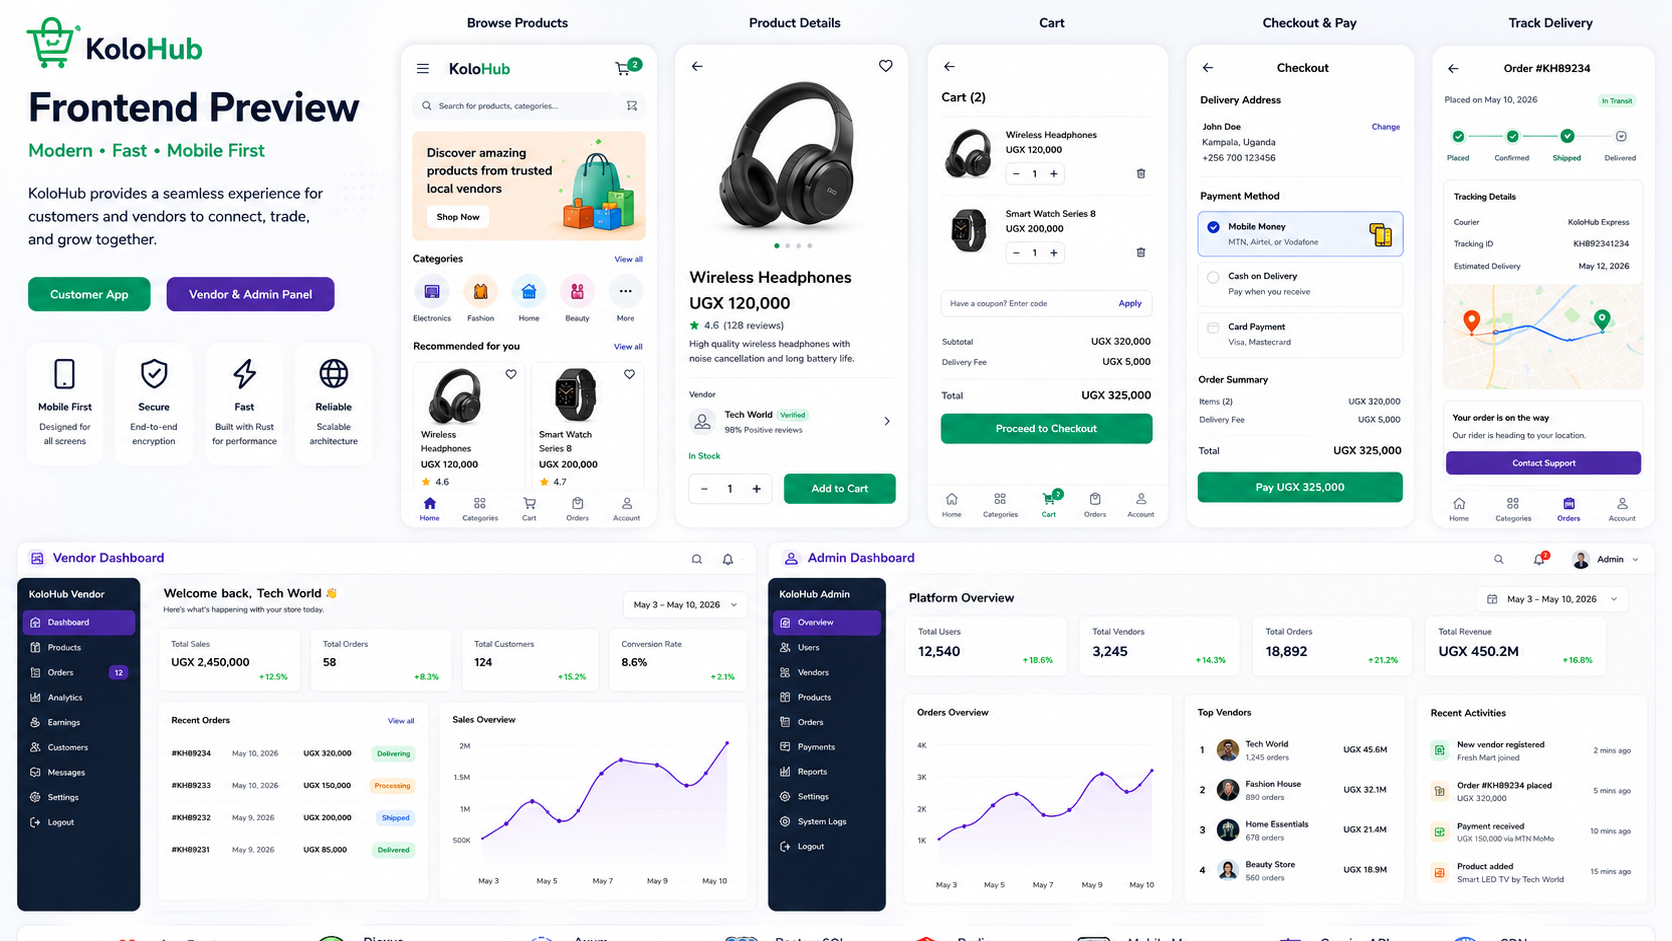 KoloHub
Frontend Preview
Modern • Fast • Mobile First
KoloHub provides a seamless experience for
customers and vendors to connect, trade,
and grow together.
Customer App
Vendor & Admin Panel
Mobile First
Designed for
all screens
Secure
End-to-end
encryption
Fast
Built with Rust
for performance
Reliable
Scalable
architecture
Browse Products
KoloHub
2
Search for products, categories...
Discover amazing
products from trusted
local vendors
Shop Now
Categories
View all
Electronics
Fashion
Home
Beauty
More
Recommended for you
View all
Wireless
Headphones
UGX 120,000
4.6
Smart Watch
Series 8
UGX 200,000
4.7
Home
Categories
Cart
Orders
Account
Product Details
Wireless Headphones
UGX 120,000
4.6 (128 reviews)
High quality wireless headphones with
noise cancellation and long battery life.
Vendor
Tech World Verified
98% Positive reviews
In Stock
− 1 +
Add to Cart
Cart
Cart (2)
Wireless Headphones
UGX 120,000
− 1 +
Smart Watch Series 8
UGX 200,000
− 1 +
Have a coupon? Enter code
Apply
Subtotal UGX 320,000
Delivery Fee UGX 5,000
Total UGX 325,000
Proceed to Checkout
Home
Categories
2
Cart
Orders
Account
Checkout & Pay
Checkout
Delivery Address
John Doe
Change
Kampala, Uganda
+256 700 123456
Payment Method
Mobile Money
MTN, Airtel, or Vodafone
Cash on Delivery
Pay when you receive
Card Payment
Visa, Mastecrard
Order Summary
Items (2) UGX 320,000
Delivery Fee UGX 5,000
Total UGX 325,000
Pay UGX 325,000
Track Delivery
Order #KH89234
Placed on May 10, 2026
In Transit
Placed
Confirmed
Shipped
Delivered
Tracking Details
Courier KoloHub Express
Tracking ID KH892341234
Estimated Delivery May 12, 2026
Your order is on the way
Our rider is heading to your location.
Contact Support
Home
Categories
Orders
Account
Vendor Dashboard
KoloHub Vendor
Dashboard
Products
Orders 12
Analytics
Earnings
Customers
Messages
Settings
Logout
Welcome back, Tech World 👋
Here's what's happening with your store today.
May 3 – May 10, 2026
Total Sales
UGX 2,450,000
+12.5%
Total Orders
58
+8.3%
Total Customers
124
+15.2%
Conversion Rate
8.6%
+2.1%
Recent Orders
View all
#KH89234 May 10, 2026 UGX 320,000 Delivering
#KH89233 May 10, 2026 UGX 150,000 Processing
#KH89232 May 9, 2026 UGX 200,000 Shipped
#KH89231 May 9, 2026 UGX 85,000 Delivered
Sales Overview
2M
1.5M
1M
500K
May 3 May 5 May 7 May 9 May 10
Admin Dashboard
2
Admin
KoloHub Admin
Overview
Users
Vendors
Products
Orders
Payments
Reports
Settings
System Logs
Logout
Platform Overview
May 3 – May 10, 2026
Total Users
12,540
+18.6%
Total Vendors
3,245
+14.3%
Total Orders
18,892
+21.2%
Total Revenue
UGX 450.2M
+16.8%
Orders Overview
4K
3K
2K
1K
May 3 May 5 May 7 May 9 May 10
Top Vendors
1 Tech World UGX 45.6M
1,245 orders
2 Fashion House UGX 32.1M
890 orders
3 Home Essentials UGX 21.4M
670 orders
4 Beauty Store UGX 18.9M
560 orders
Recent Activities
New vendor registered 2 mins ago
Fresh Mart joined
Order #KH89234 placed 5 mins ago
UGX 320,000
Payment received 10 mins ago
UGX 150,000 via MTN MoMo
Product added 15 mins ago
Smart LED TV by Tech World